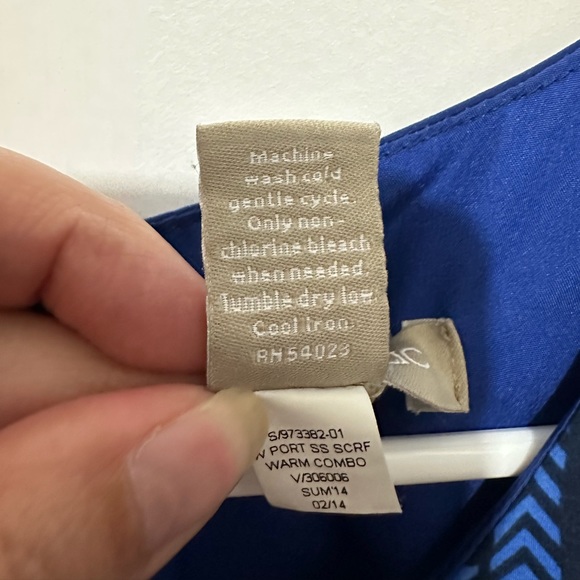 Machine
wash cold
gentle cycle.
Only non-
chlorine bleach
when needed.
Tumble dry low.
Cool Iron.
RN 54023
S/973382-01
PORT SS SCRF
WARM COMBO
V/306006
SUM'14
02/14